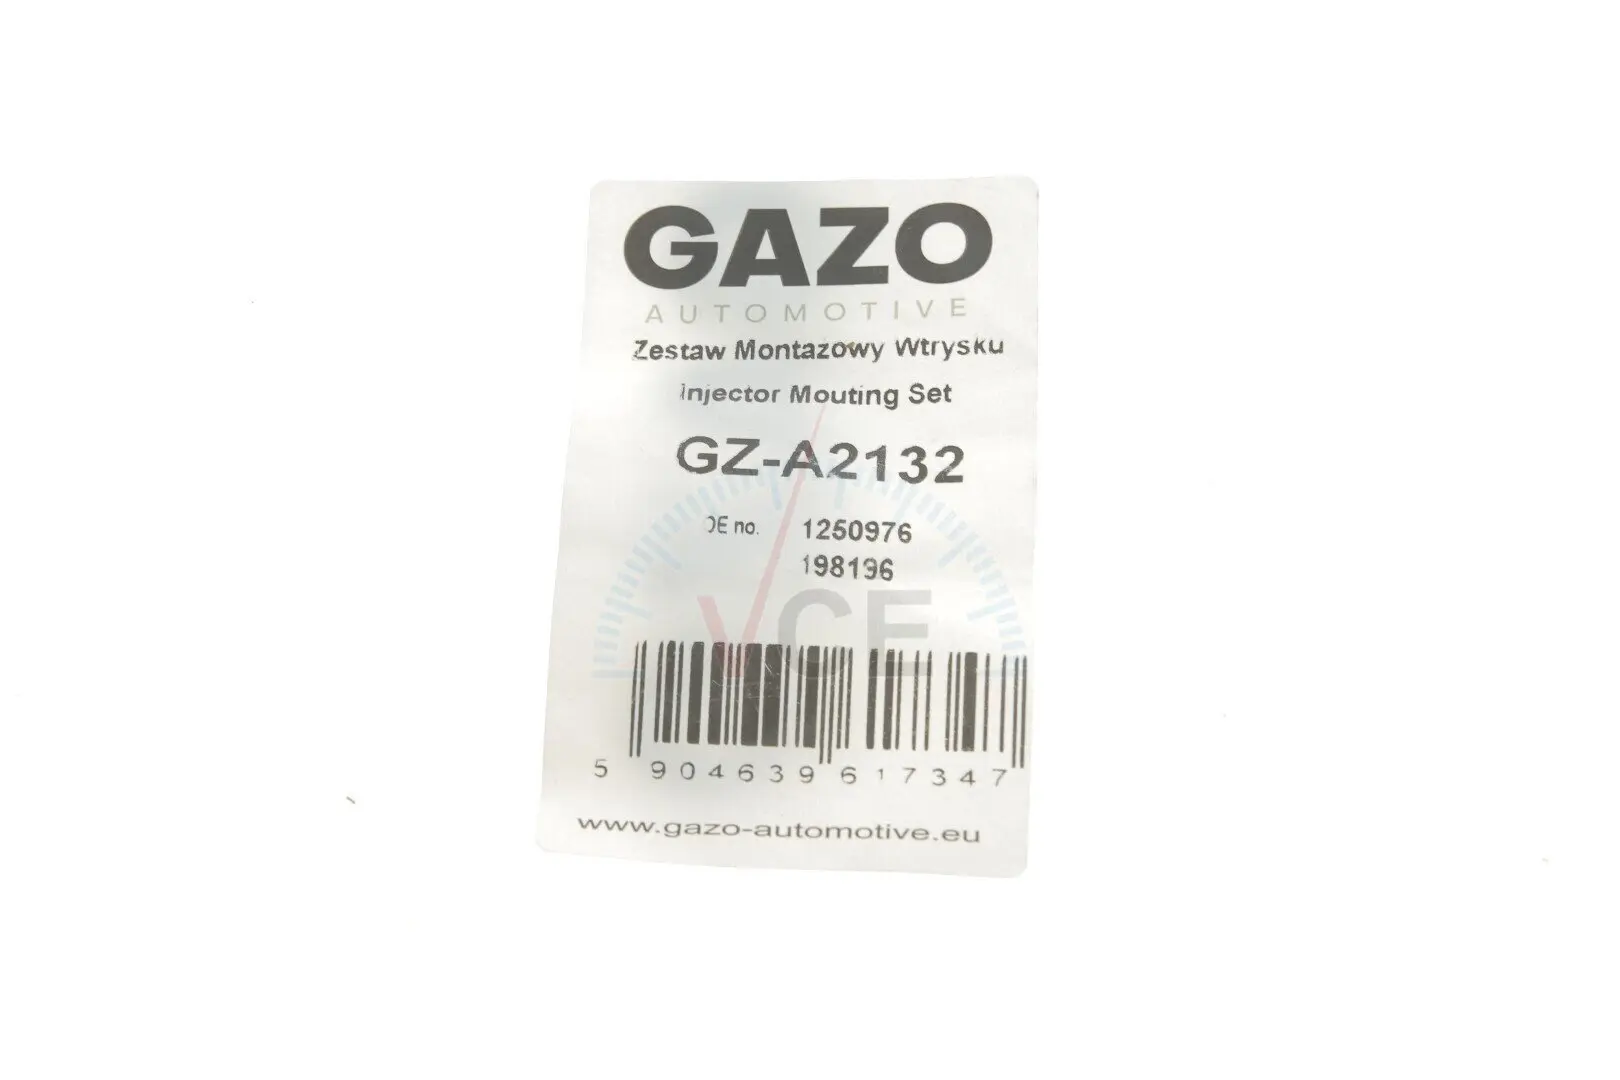 GAZO
AUTOMOTIVE
Zestaw Montazowy Wtrysku
Injector Mouting Set
GZ-A2132
OE no. 1250976
198196
VCE
5 904639 617347
www.gazo-automotive.eu